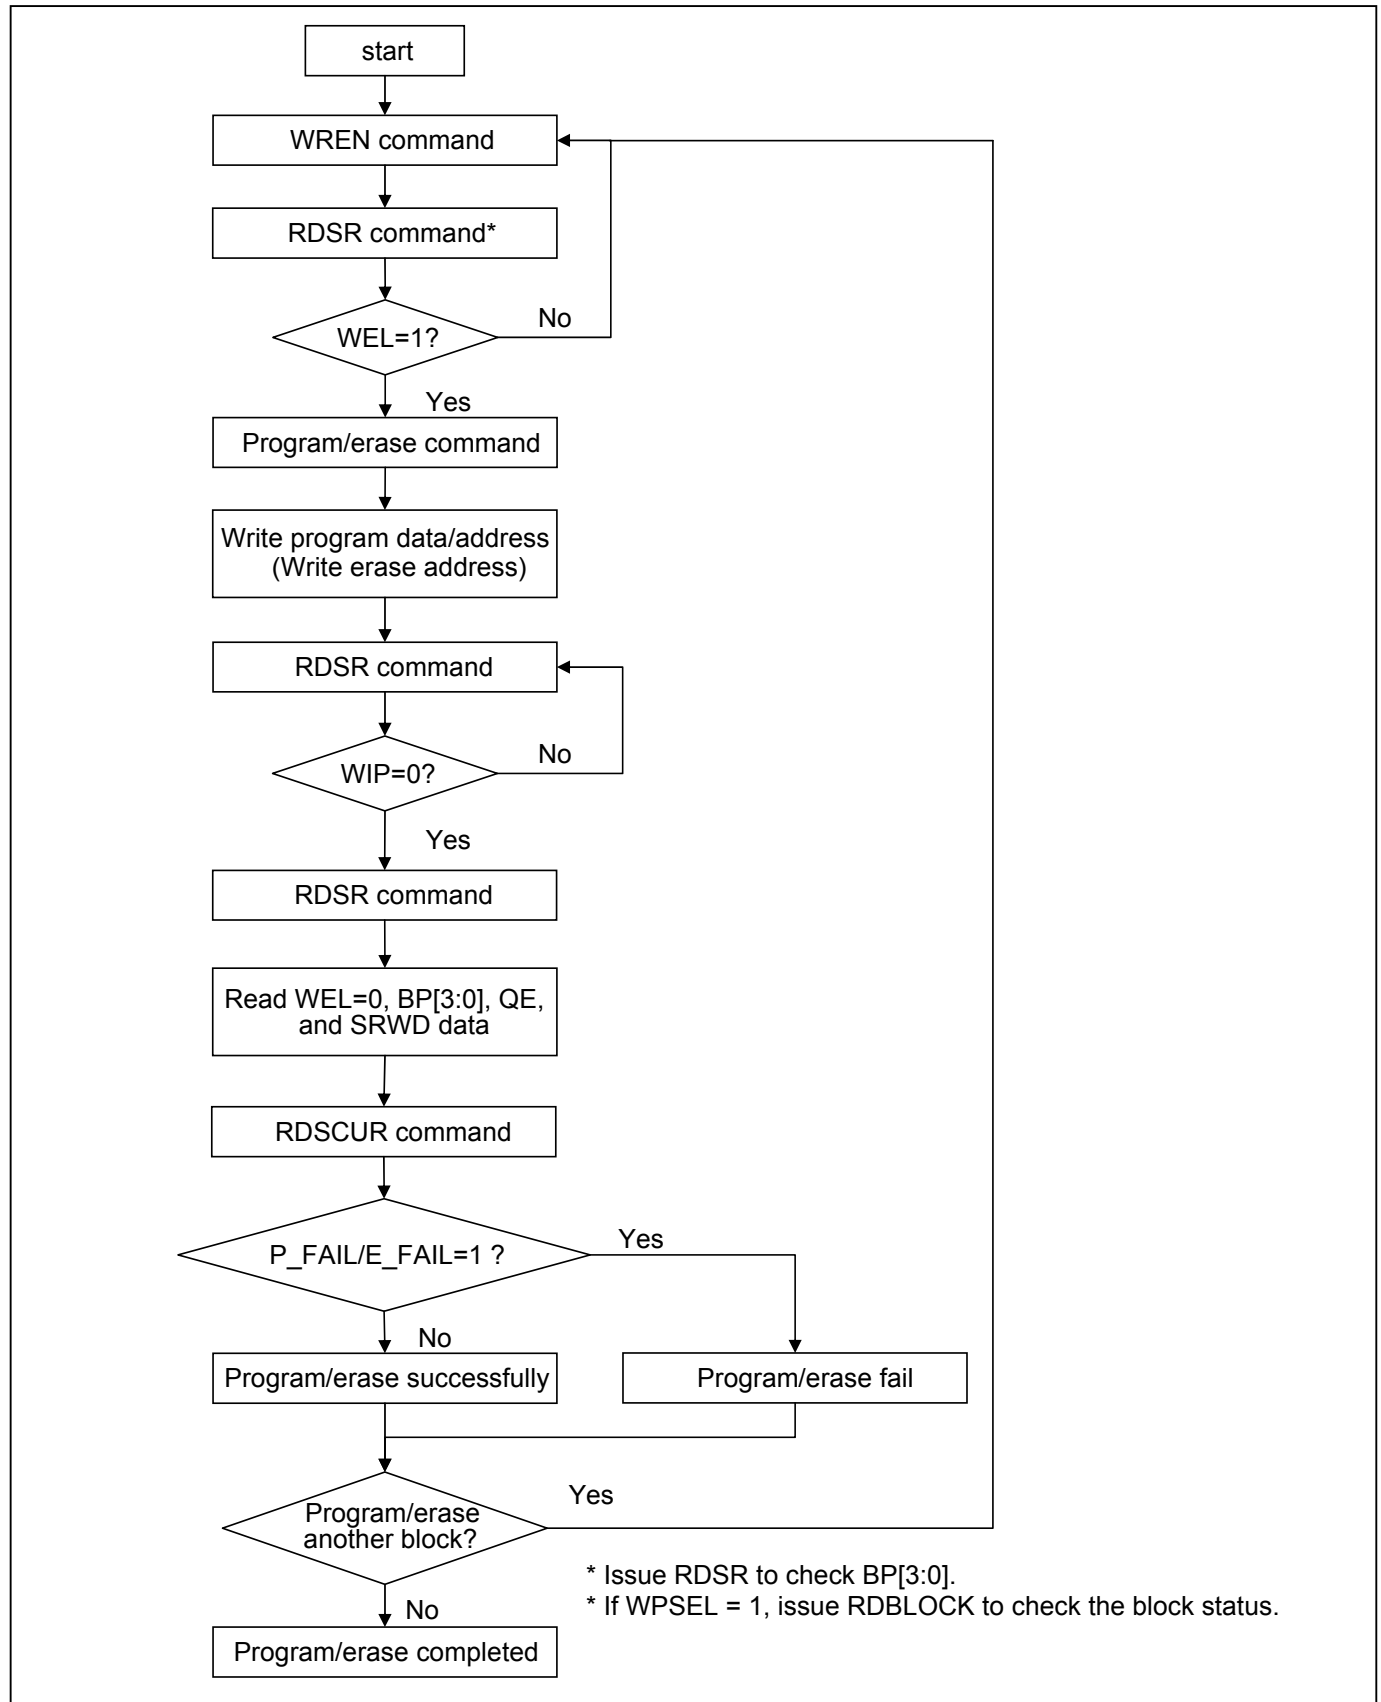 start
WREN command
RDSR command*
WEL=1?
No
Yes
Program/erase command
Write program data/address
(Write erase address)
RDSR command
WIP=0?
No
Yes
RDSR command
Read WEL=0, BP[3:0], QE,
and SRWD data
RDSCUR command
P_FAIL/E_FAIL=1 ?
Yes
No
Program/erase successfully
Program/erase fail
Program/erase
another block?
Yes
* Issue RDSR to check BP[3:0].
* If WPSEL = 1, issue RDBLOCK to check the block status.
No
Program/erase completed